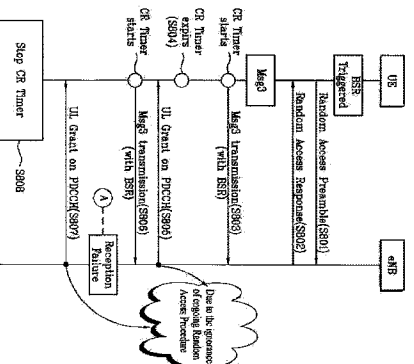 UE
eNB
BSR
Triggered
Random Access Preamble(S801)
Random Access Response(S802)
Msg3
CR Timer
starts
Msg3 transmission(S803)
(with BSR)
CR Timer
expirs
(S804)
UL Grant on PDCCH(S806)
Due to the ignorance
of ongoing Random
Access Procedure
CR Timer
starts
Msg3 transmission(S805)
(with BSR)
A
Reception
Failure
UL Grant on PDCCH(S807)
Stop CR Timer
S808